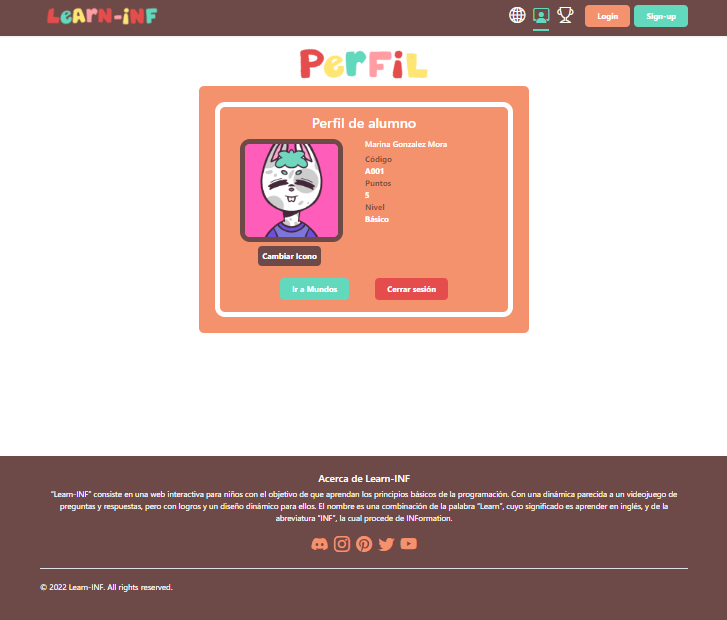 LeArn-inF
Login
Sign-up
PerFiL
Perfil de alumno
Marina Gonzalez Mora
Código
A001
Puntos
5
Nivel
Básico
Cambiar Icono
Ir a Mundos
Cerrar sesión
Acerca de Learn-INF
"Learn-INF" consiste en una web interactiva para niños con el objetivo de que aprendan los principios básicos de la programación. Con una dinámica parecida a un videojuego de
preguntas y respuestas, pero con logros y un diseño dinámico para ellos. El nombre es una combinación de la palabra "Learn", cuyo significado es aprender en inglés, y de la
abreviatura "INF", la cual procede de INFormation.
© 2022 Learn-INF. All rights reserved.